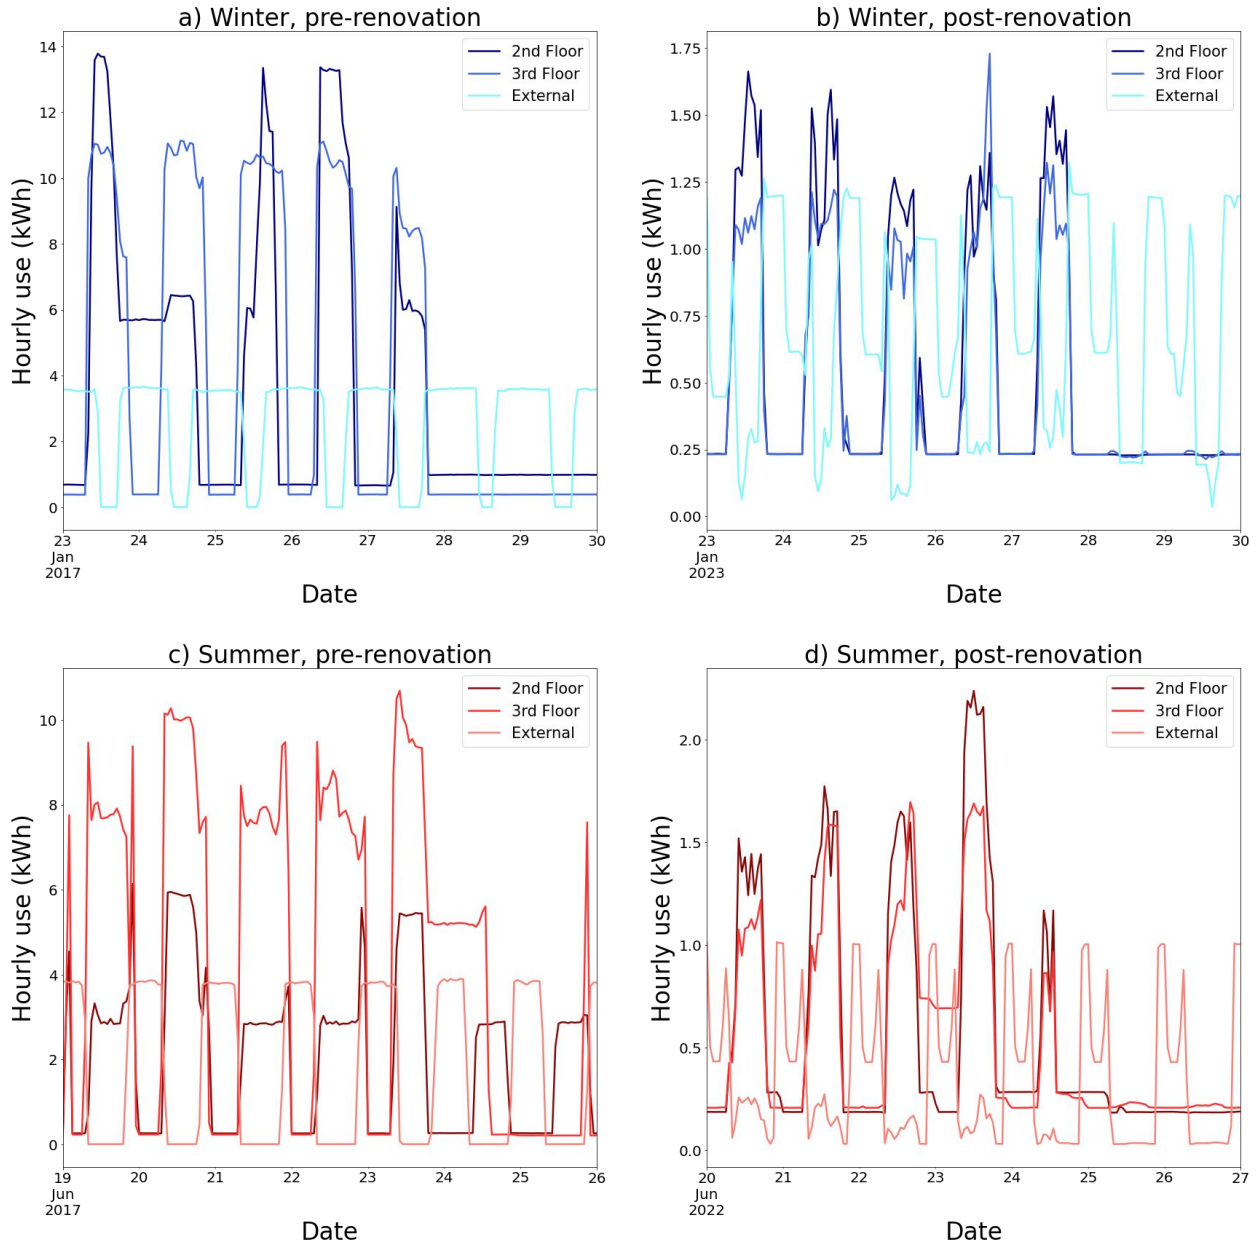 a) Winter, pre-renovation
Hourly use (kWh)
14
12
10
8
6
4
2
0
2nd Floor
3rd Floor
External
23 24 25 26 27 28 29 30
Jan
2017
Date
b) Winter, post-renovation
Hourly use (kWh)
1.75
1.50
1.25
1.00
0.75
0.50
0.25
0.00
2nd Floor
3rd Floor
External
23 24 25 26 27 28 29 30
Jan
2023
Date
c) Summer, pre-renovation
Hourly use (kWh)
10
8
6
4
2
0
2nd Floor
3rd Floor
External
19 20 21 22 23 24 25 26
Jun
2017
Date
d) Summer, post-renovation
Hourly use (kWh)
2.0
1.5
1.0
0.5
0.0
2nd Floor
3rd Floor
External
20 21 22 23 24 25 26 27
Jun
2022
Date